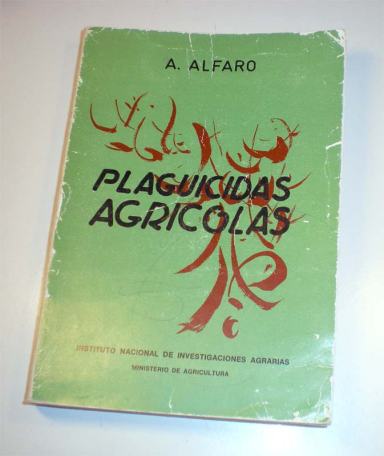 A. ALFARO
PLAGUICIDAS
AGRICOLAS
INSTITUTO NACIONAL DE INVESTIGACIONES AGRARIAS
MINISTERIO DE AGRICULTURA